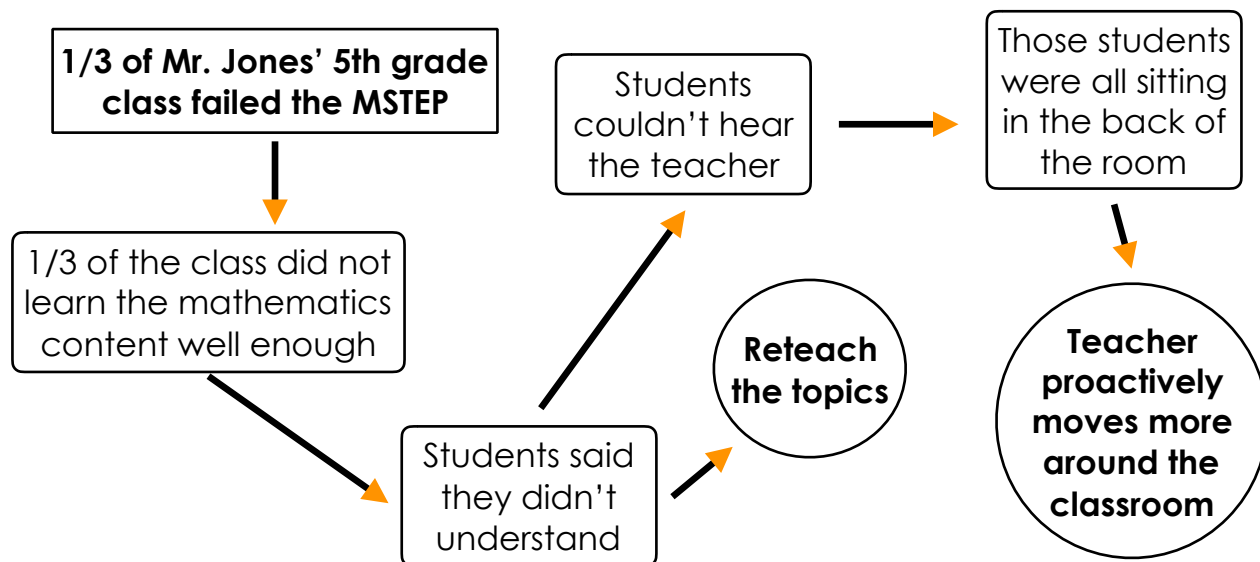 1/3 of Mr. Jones’ 5th grade
class failed the MSTEP
1/3 of the class did not
learn the mathematics
content well enough
Students said
they didn’t
understand
Reteach
the topics
Students
couldn’t hear
the teacher
Those students
were all sitting
in the back of
the room
Teacher
proactively
moves more
around the
classroom